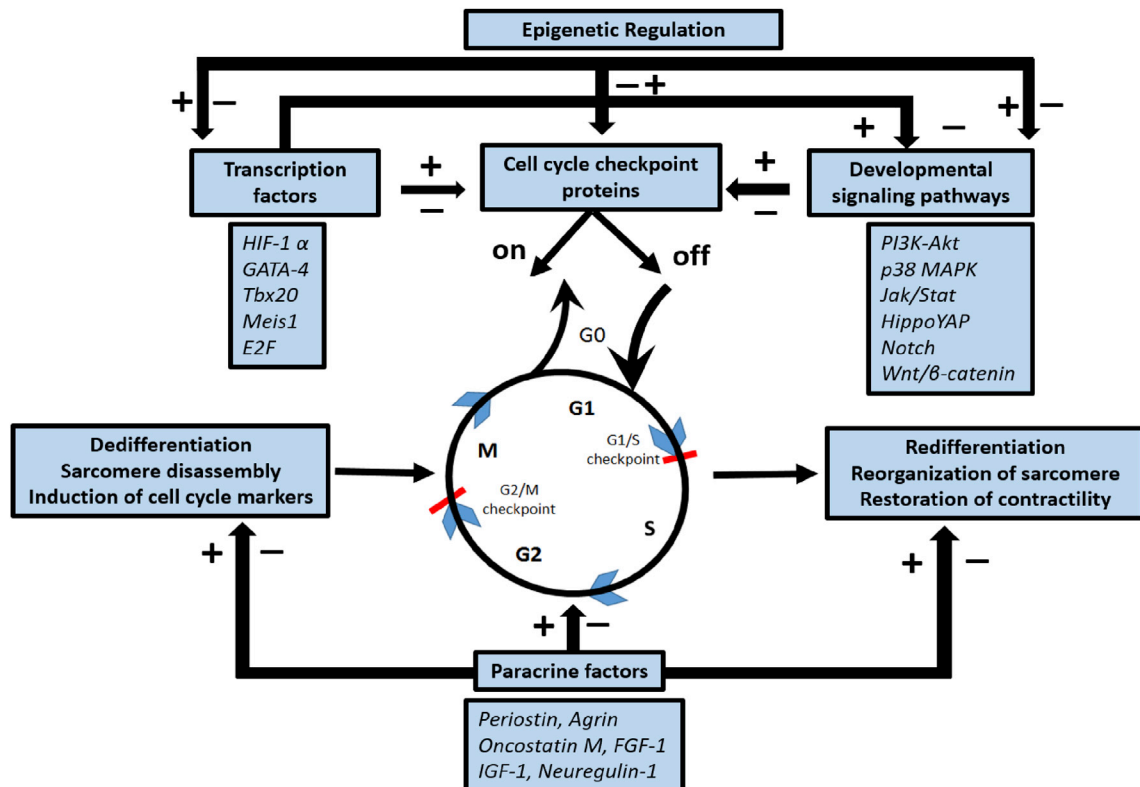 Epigenetic Regulation
+ −
− +
+ −
+ −
Transcription
factors
+
−
Cell cycle checkpoint
proteins
+
−
Developmental
signaling pathways
HIF-1 α
GATA-4
Tbx20
Meis1
E2F
on
off
PI3K-Akt
p38 MAPK
Jak/Stat
HippoYAP
Notch
Wnt/β-catenin
G0
G1
G1/S
checkpoint
M
G2/M
checkpoint
G2
S
Dedifferentiation
Sarcomere disassembly
Induction of cell cycle markers
Redifferentiation
Reorganization of sarcomere
Restoration of contractility
+ −
+ −
+ −
Paracrine factors
Periostin, Agrin
Oncostatin M, FGF-1
IGF-1, Neuregulin-1